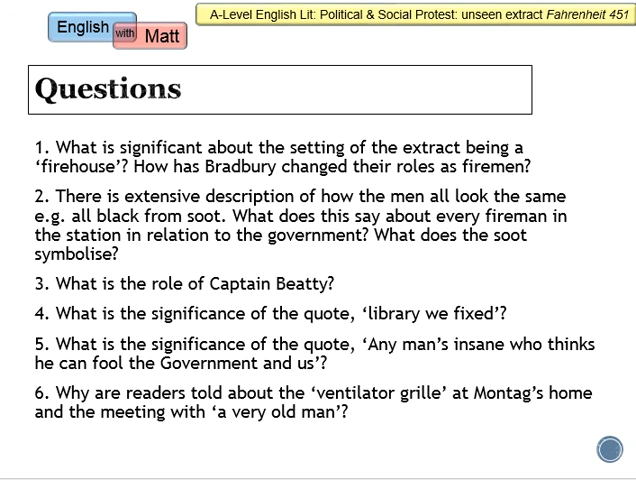 A-Level English Lit: Political & Social Protest: unseen extract Fahrenheit 451
English with Matt
Questions
1. What is significant about the setting of the extract being a
‘firehouse’? How has Bradbury changed their roles as firemen?
2. There is extensive description of how the men all look the same
e.g. all black from soot. What does this say about every fireman in
the station in relation to the government? What does the soot
symbolise?
3. What is the role of Captain Beatty?
4. What is the significance of the quote, ‘library we fixed’?
5. What is the significance of the quote, ‘Any man’s insane who thinks
he can fool the Government and us’?
6. Why are readers told about the ‘ventilator grille’ at Montag’s home
and the meeting with ‘a very old man’?